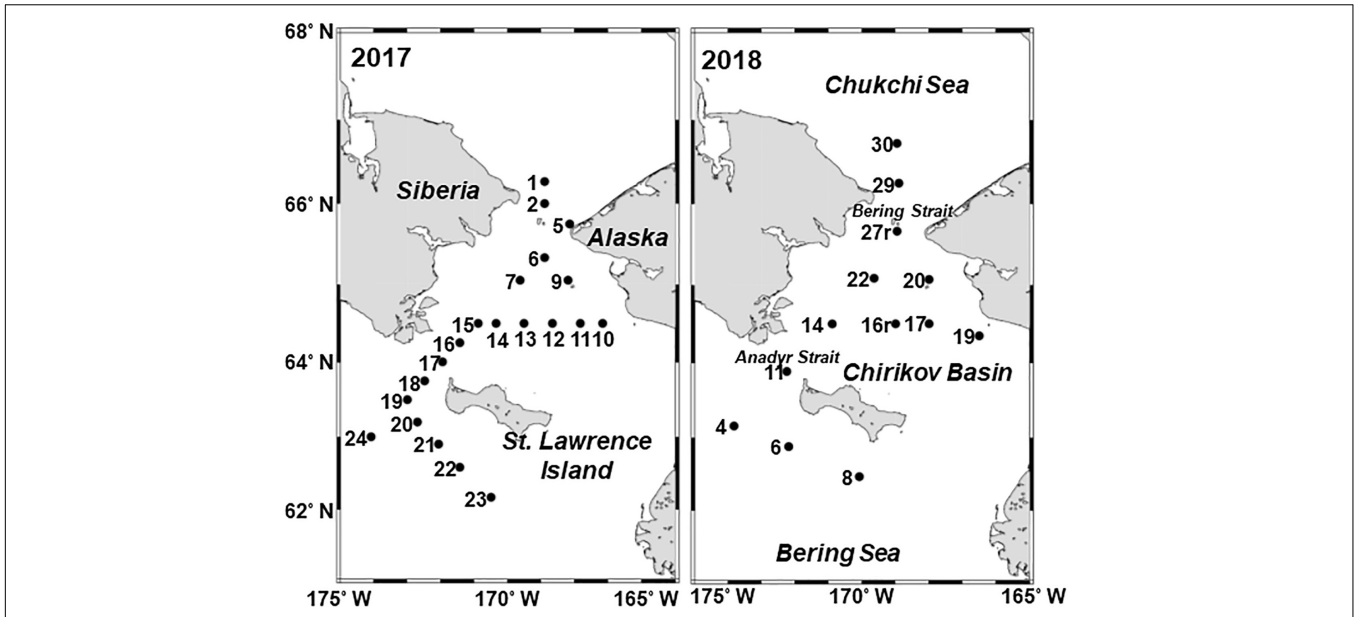 68° N
2017
2018
Chukchi Sea
30
1
29
Siberia
66° N
2
Bering Strait
5
27r
Alaska
6
7
9
22
20
15
14
13
12
11
10
14
16r
17
19
16
Anadyr Strait
64° N
17
11
Chirikov Basin
18
19
20
4
24
21
St. Lawrence
Island
6
22
8
23
62° N
Bering Sea
175° W
170° W
165° W
175° W
170° W
165° W